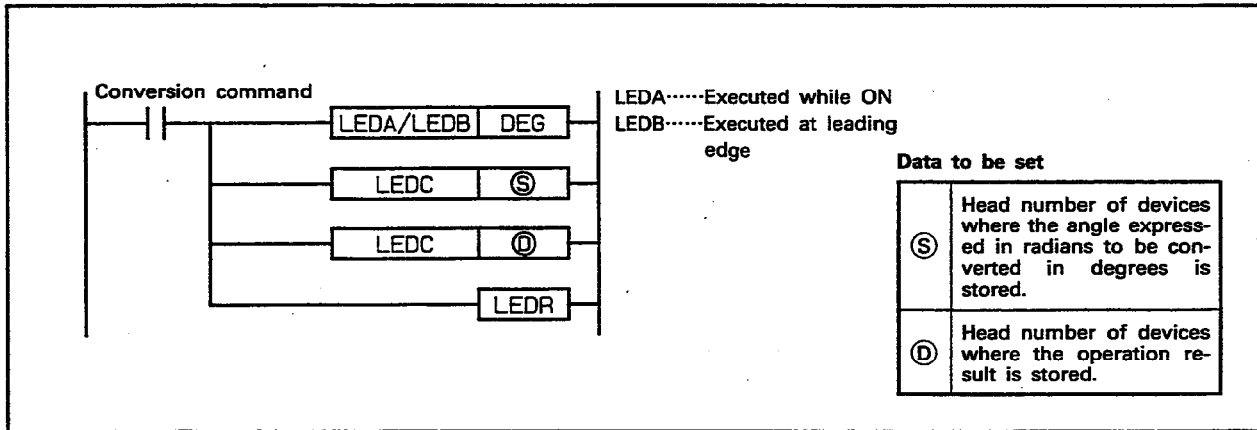 Conversion command
LEDA/LEDB DEG
LEDC Ⓢ
LEDC Ⓓ
LEDR
LEDA······Executed while ON
LEDB······Executed at leading
edge
Data to be set
Ⓢ
Head number of devices
where the angle express-
ed in radians to be con-
verted in degrees is
stored.
Ⓓ
Head number of devices
where the operation re-
sult is stored.